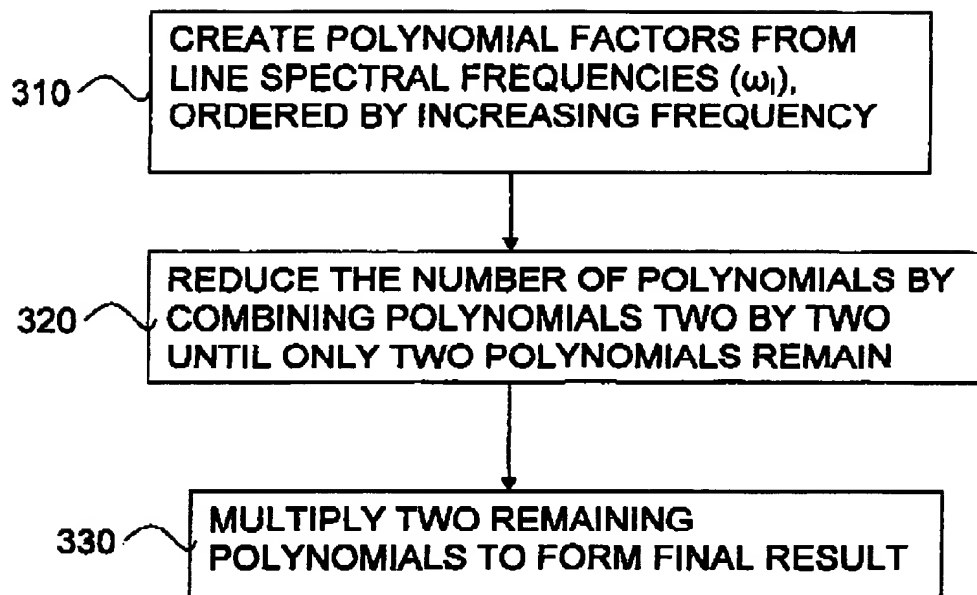 CREATE POLYNOMIAL FACTORS FROM
310 LINE SPECTRAL FREQUENCIES (ωᵢ),
ORDERED BY INCREASING FREQUENCY
REDUCE THE NUMBER OF POLYNOMIALS BY
320 COMBINING POLYNOMIALS TWO BY TWO
UNTIL ONLY TWO POLYNOMIALS REMAIN
MULTIPLY TWO REMAINING
330 POLYNOMIALS TO FORM FINAL RESULT